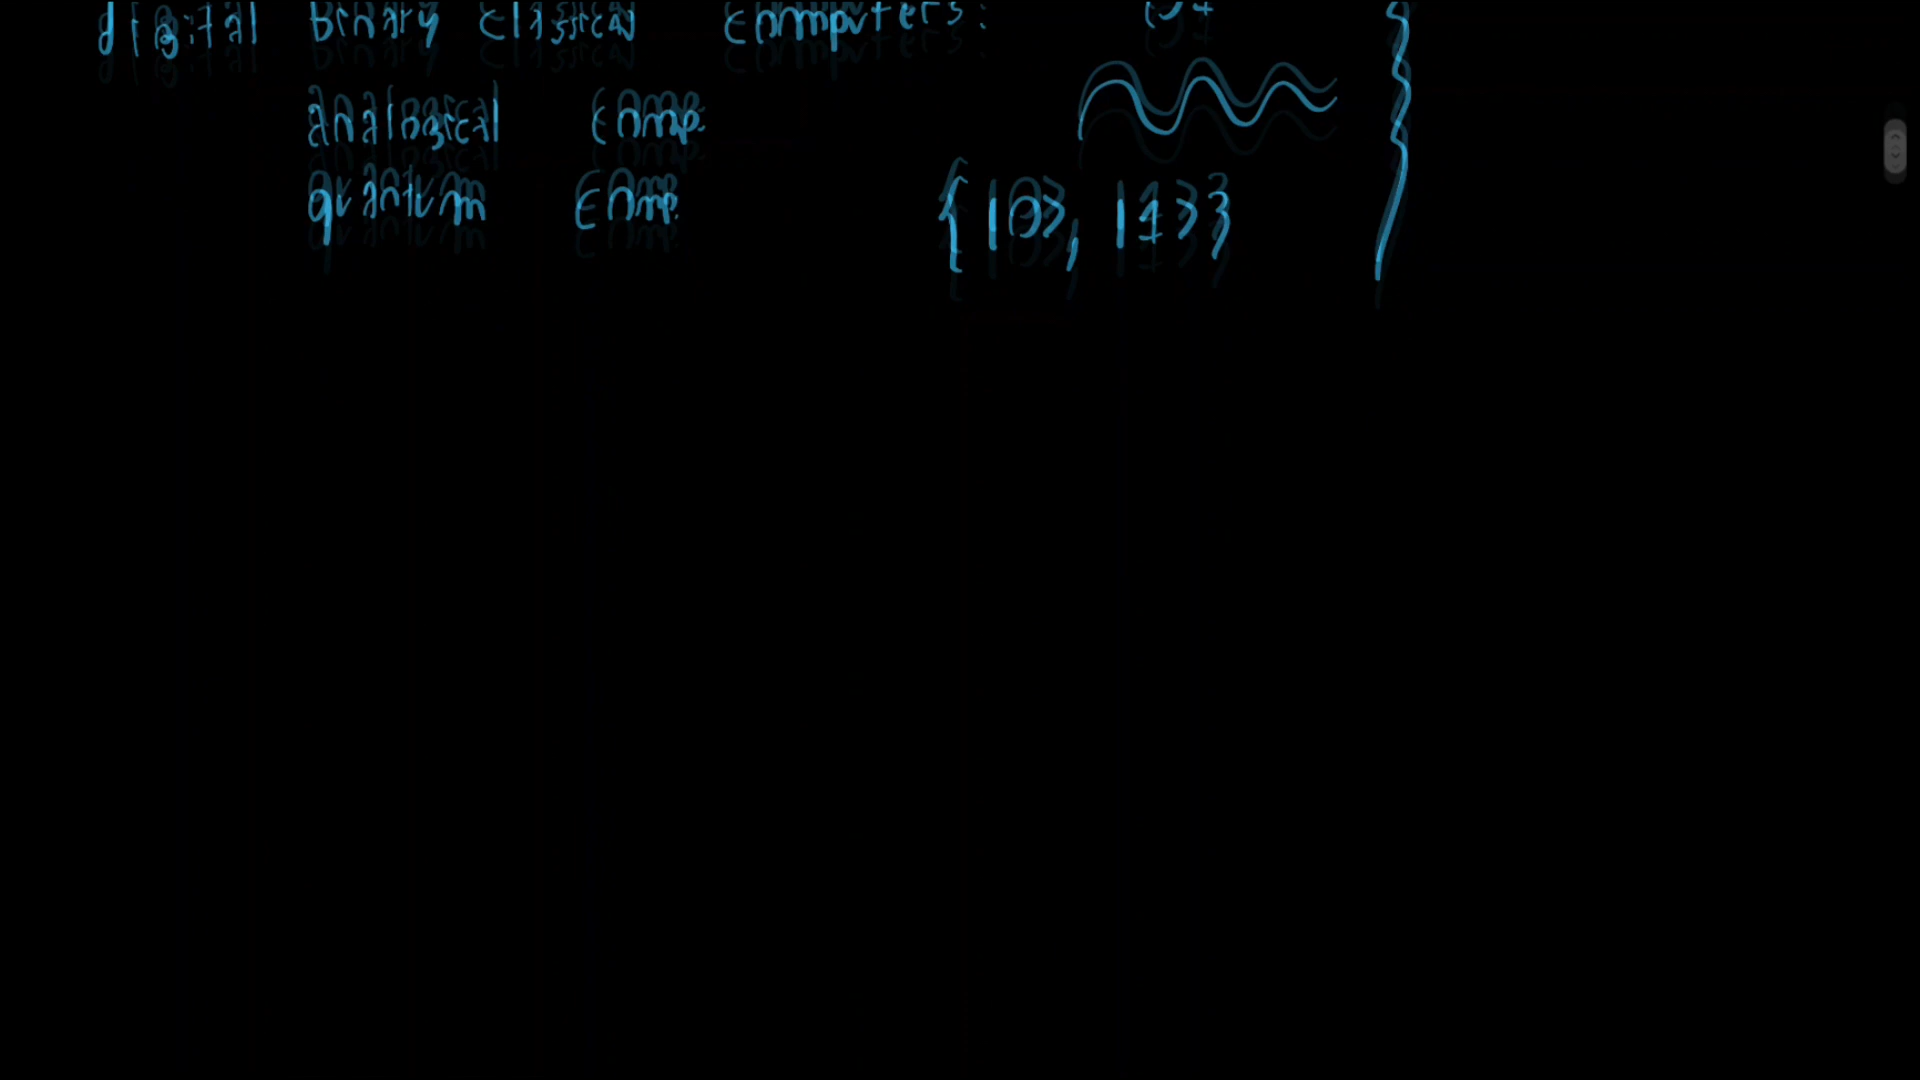 digital binary classical computers:
analogical comp.
quantum comp. {|0>, |1>}